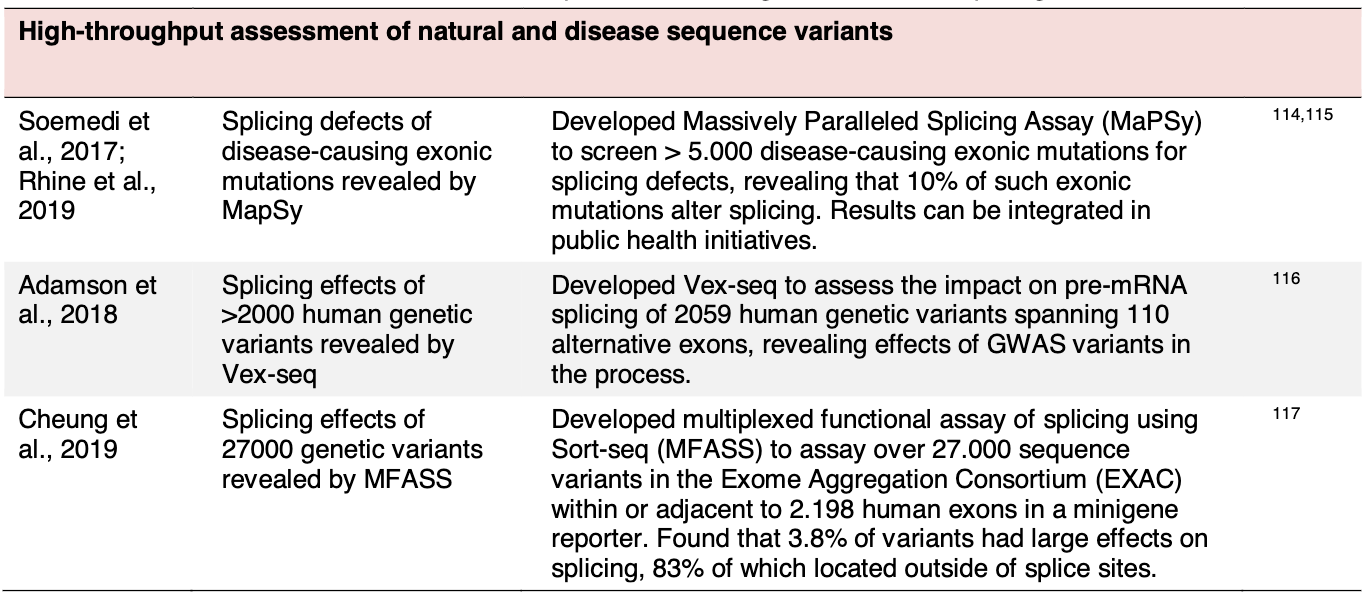 High-throughput assessment of natural and disease sequence variants
Soemedi et
al., 2017;
Rhine et al.,
2019
Splicing defects of
disease-causing exonic
mutations revealed by
MapSy
Developed Massively Paralleled Splicing Assay (MaPSy)
to screen > 5.000 disease-causing exonic mutations for
splicing defects, revealing that 10% of such exonic
mutations alter splicing. Results can be integrated in
public health initiatives.
114,115
Adamson et
al., 2018
Splicing effects of
>2000 human genetic
variants revealed by
Vex-seq
Developed Vex-seq to assess the impact on pre-mRNA
splicing of 2059 human genetic variants spanning 110
alternative exons, revealing effects of GWAS variants in
the process.
116
Cheung et
al., 2019
Splicing effects of
27000 genetic variants
revealed by MFASS
Developed multiplexed functional assay of splicing using
Sort-seq (MFASS) to assay over 27.000 sequence
variants in the Exome Aggregation Consortium (EXAC)
within or adjacent to 2.198 human exons in a minigene
reporter. Found that 3.8% of variants had large effects on
splicing, 83% of which located outside of splice sites.
117